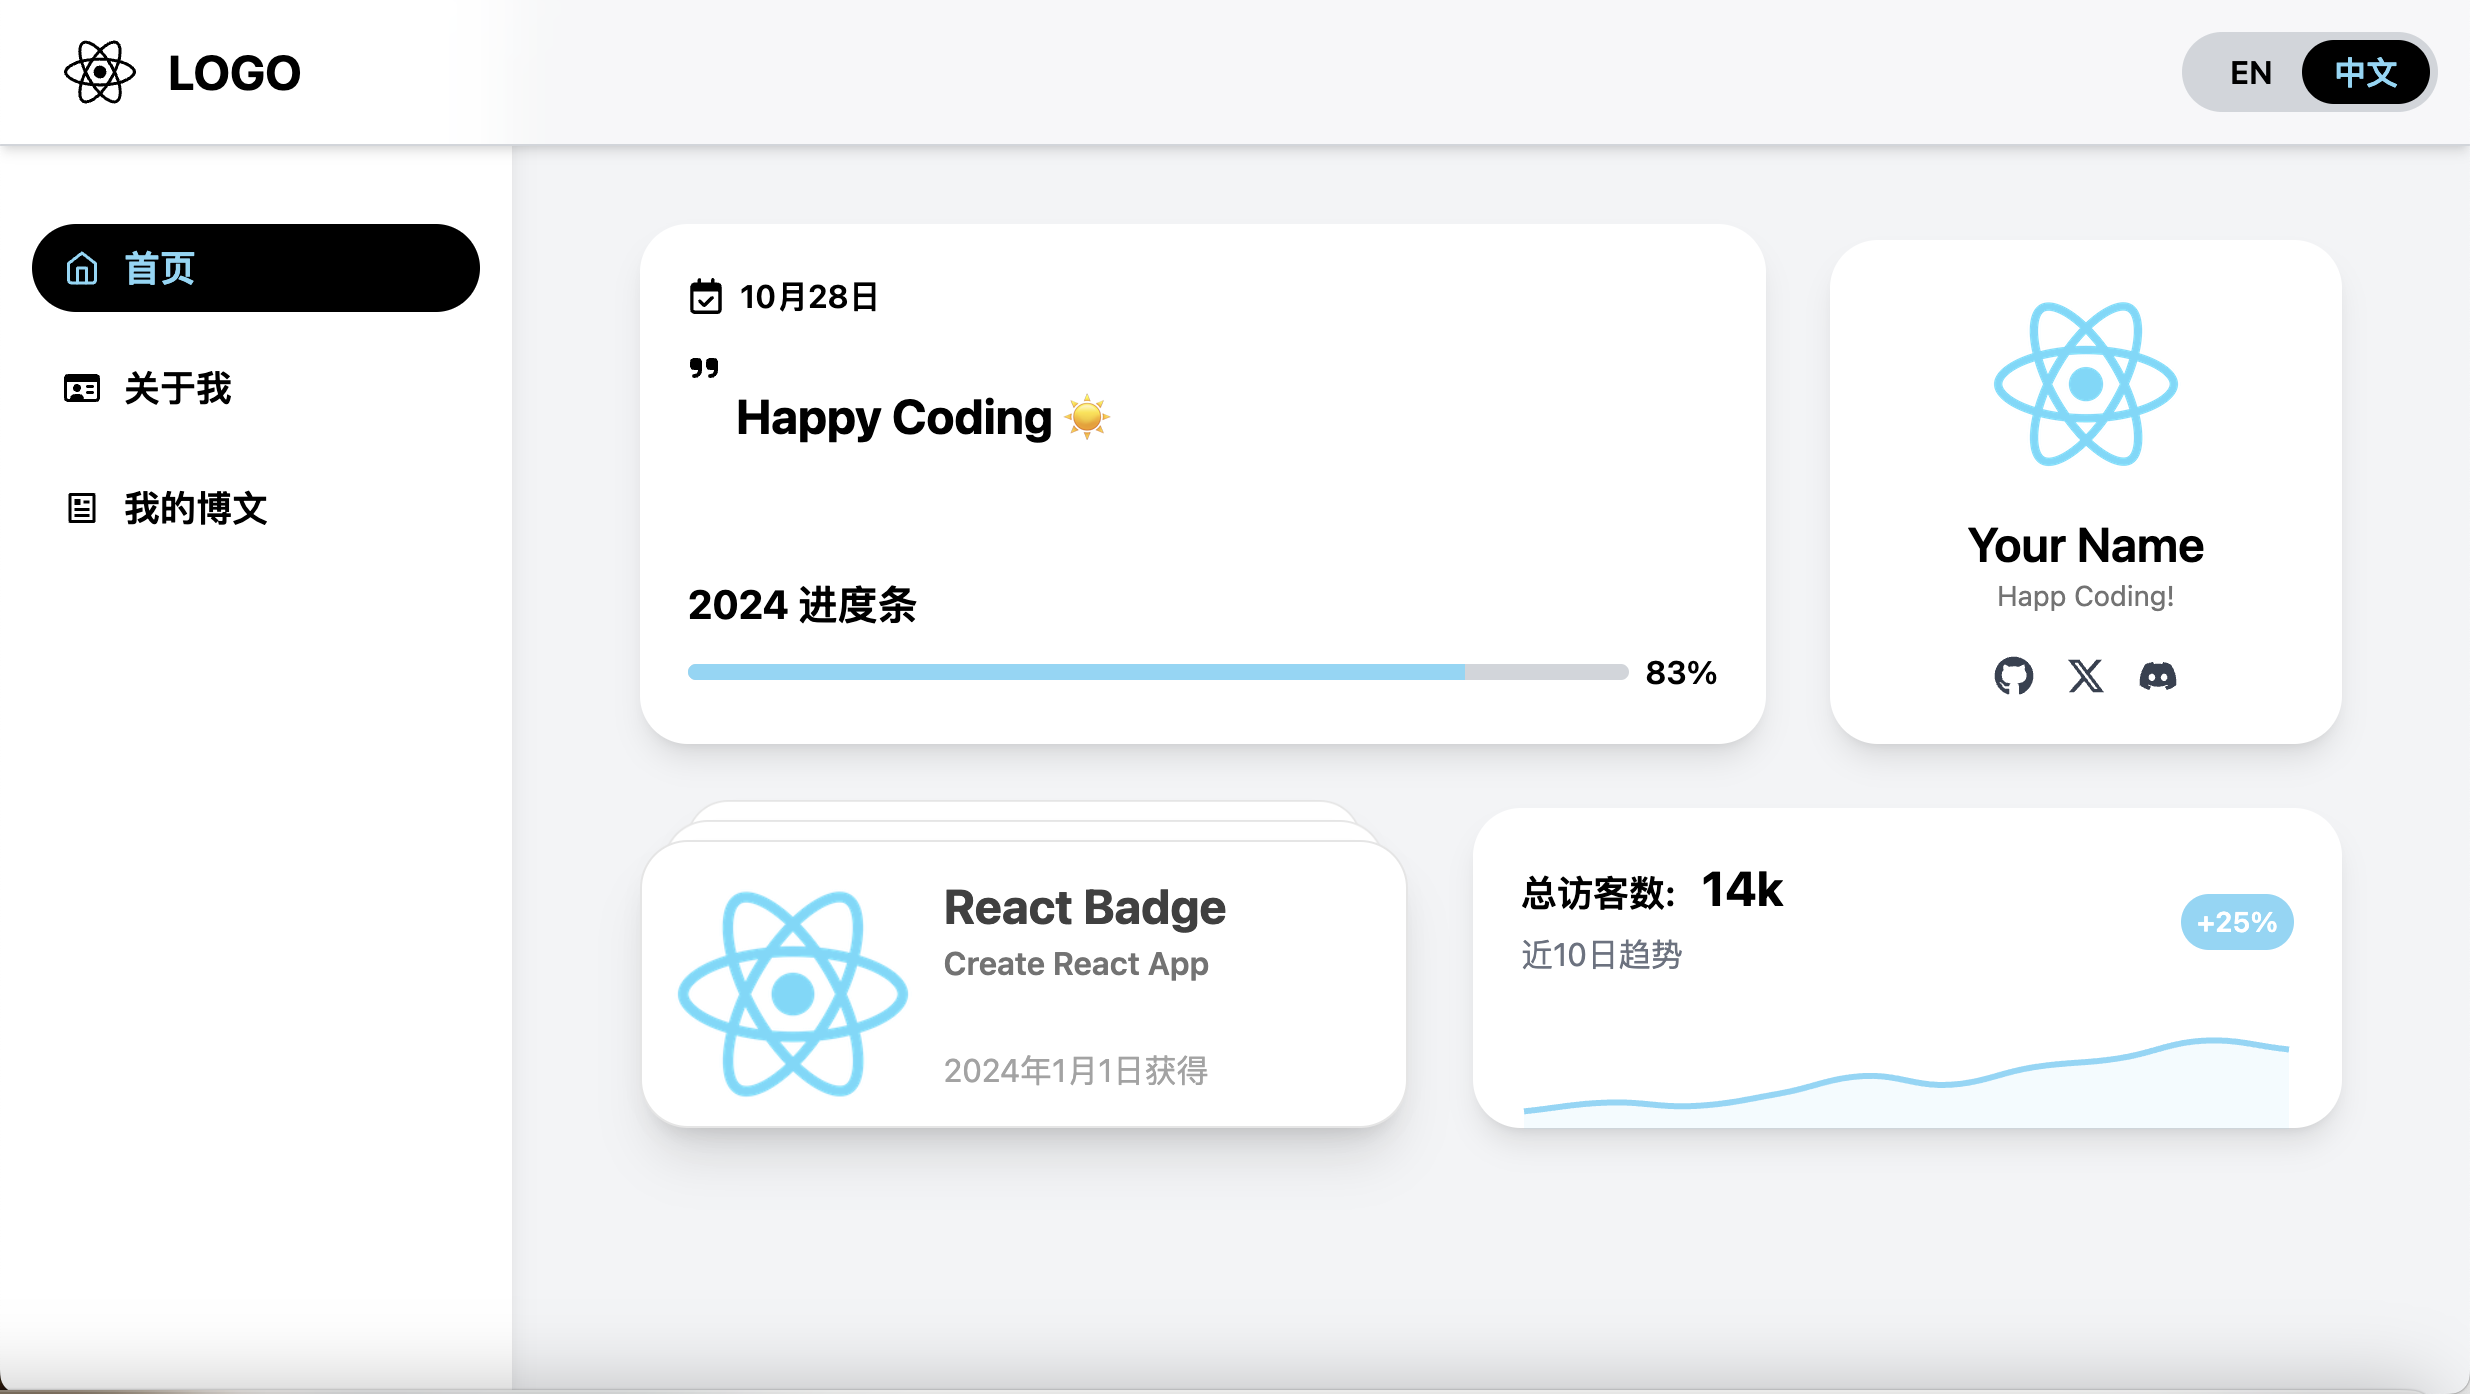 LOGO
EN
中文
首页
关于我
我的博文
10月28日
Happy Coding
2024 进度条
83%
Your Name
Happ Coding!
React Badge
Create React App
2024年1月1日获得
总访客数: 14k
近10日趋势
+25%